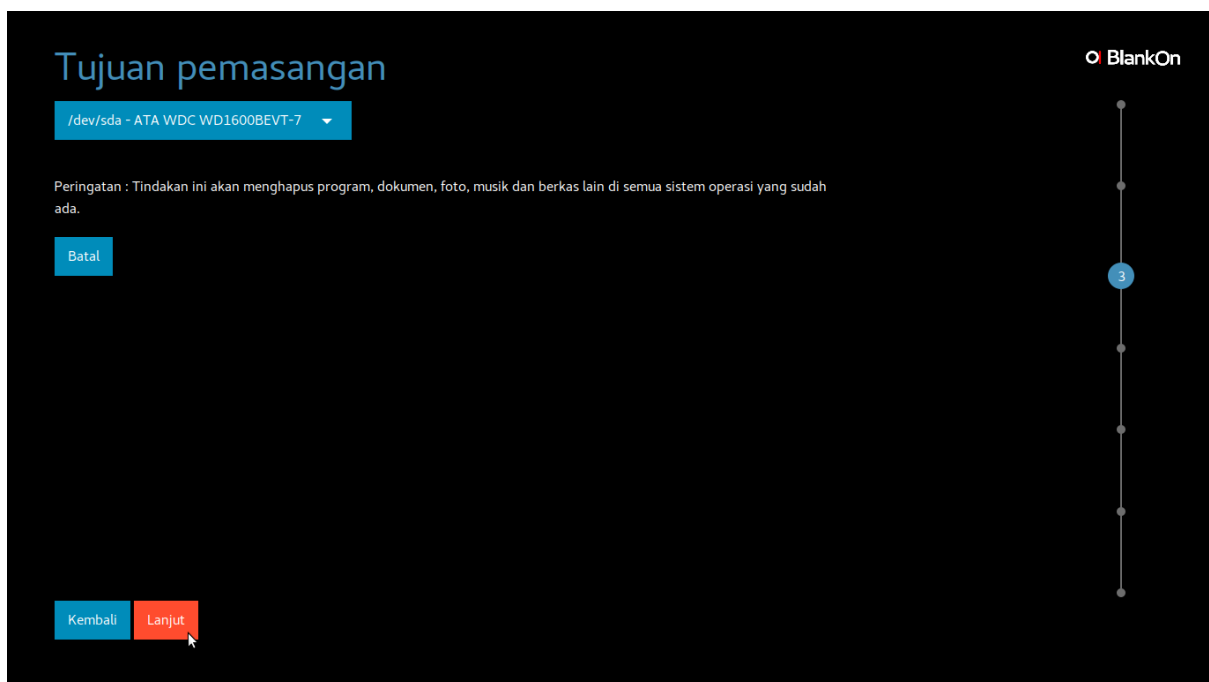 Tujuan pemasangan
BlankOn
/dev/sda - ATA WDC WD1600BEVT-7
Peringatan : Tindakan ini akan menghapus program, dokumen, foto, musik dan berkas lain di semua sistem operasi yang sudah
ada.
Batal
3
Kembali
Lanjut